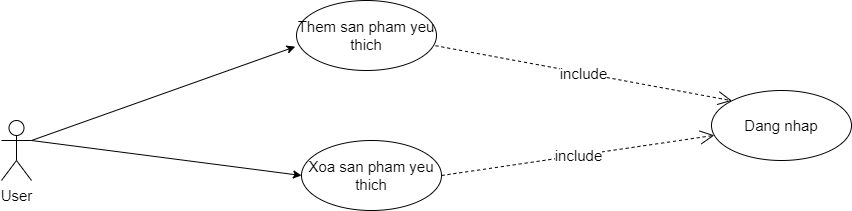 Them san pham yeu
thich
include
Dang nhap
include
Xoa san pham yeu
thich
User